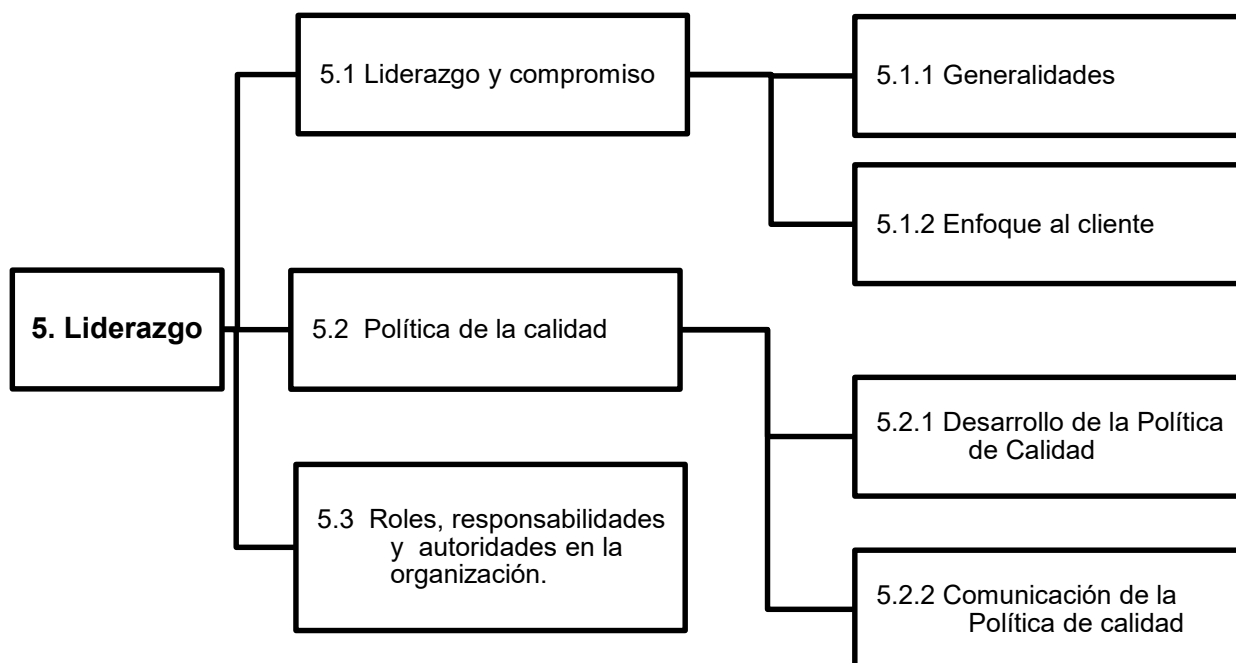 5. Liderazgo
5.1 Liderazgo y compromiso
5.1.1 Generalidades
5.1.2 Enfoque al cliente
5.2 Política de la calidad
5.2.1 Desarrollo de la Política
de Calidad
5.2.2 Comunicación de la
Política de calidad
5.3 Roles, responsabilidades
y autoridades en la
organización.